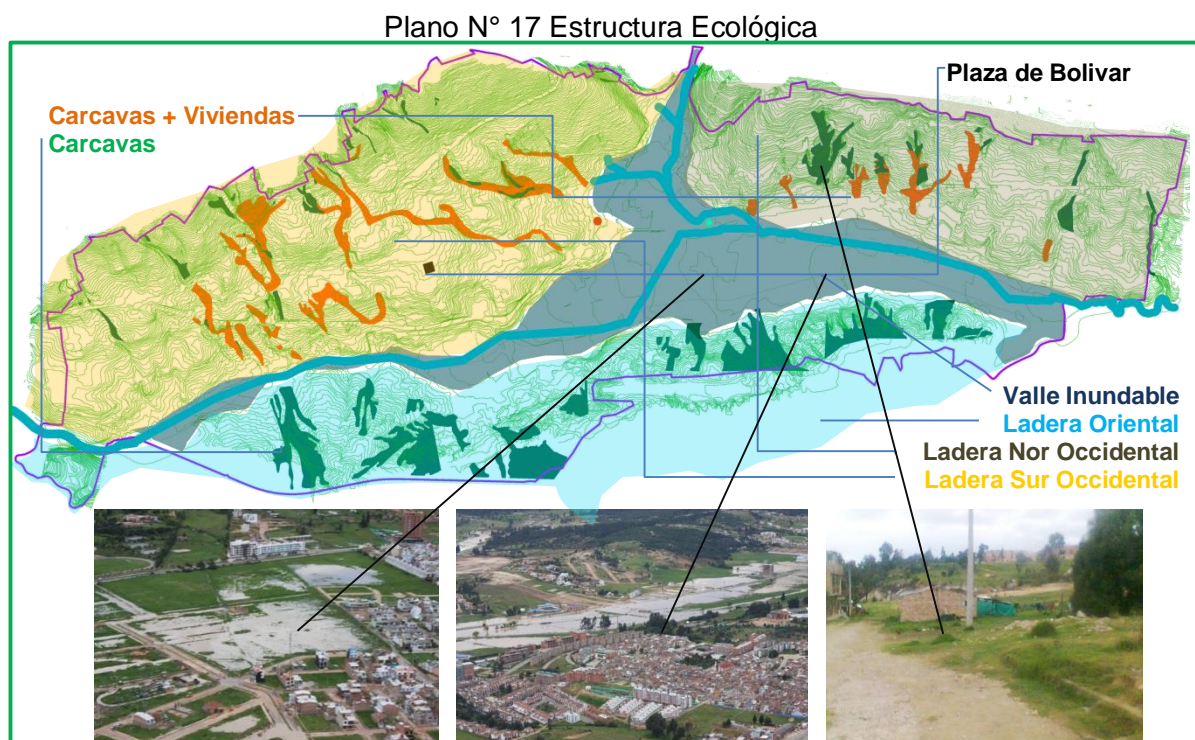 Plano N° 17 Estructura Ecológica
Plaza de Bolivar
Carcavas + Viviendas
Carcavas
Valle Inundable
Ladera Oriental
Ladera Nor Occidental
Ladera Sur Occidental